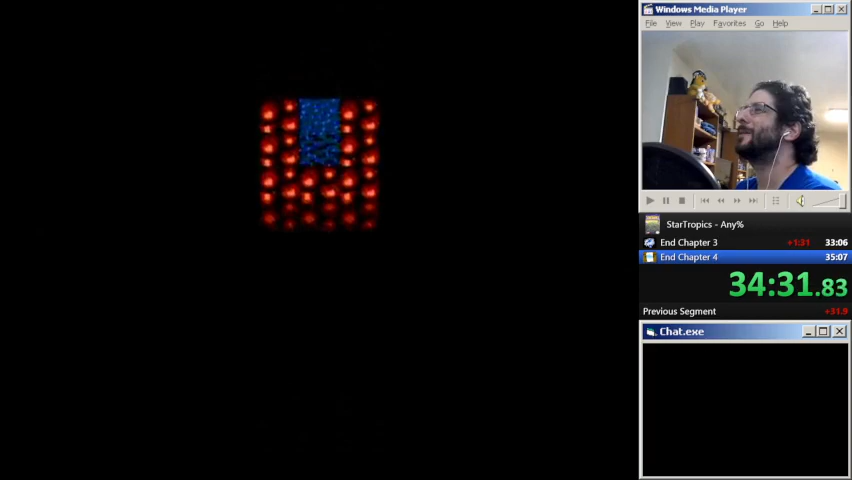 Windows Media Player
File View Play Favorites Go Help
StarTropics - Any%
End Chapter 3 +1:31 33:06
End Chapter 4 35:07
34:31.83
Previous Segment +31.9
Chat.exe